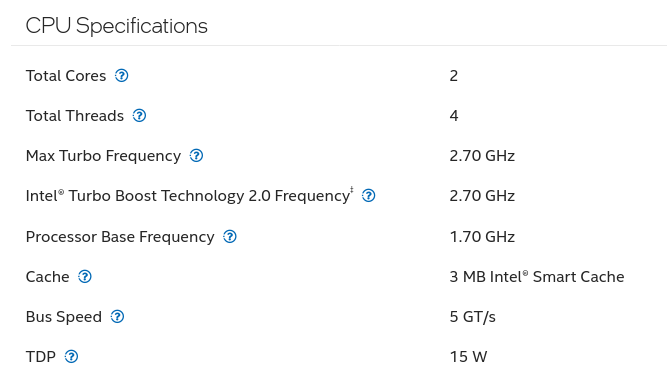 CPU Specifications
Total Cores ? 2
Total Threads ? 4
Max Turbo Frequency ? 2.70 GHz
Intel® Turbo Boost Technology 2.0 Frequency‡ ? 2.70 GHz
Processor Base Frequency ? 1.70 GHz
Cache ? 3 MB Intel® Smart Cache
Bus Speed ? 5 GT/s
TDP ? 15 W